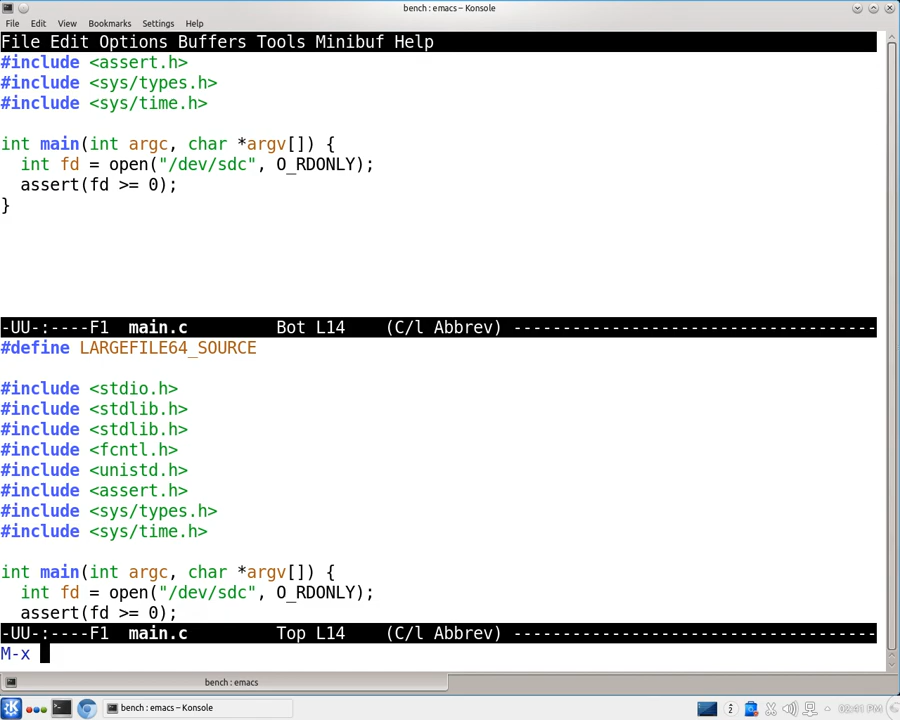 bench : emacs – Konsole
File Edit View Bookmarks Settings Help
File Edit Options Buffers Tools Minibuf Help
#include <assert.h>
#include <sys/types.h>
#include <sys/time.h>
int main(int argc, char *argv[]) {
  int fd = open("/dev/sdc", O_RDONLY);
  assert(fd >= 0);
}
-UU-:----F1  main.c         Bot L14    (C/l Abbrev) -------------------------------------
#define LARGEFILE64_SOURCE
#include <stdio.h>
#include <stdlib.h>
#include <stdlib.h>
#include <fcntl.h>
#include <unistd.h>
#include <assert.h>
#include <sys/types.h>
#include <sys/time.h>
int main(int argc, char *argv[]) {
  int fd = open("/dev/sdc", O_RDONLY);
  assert(fd >= 0);
-UU-:----F1  main.c         Top L14    (C/l Abbrev) -------------------------------------
M-x
bench : emacs
bench : emacs – Konsole
2
02:41 PM